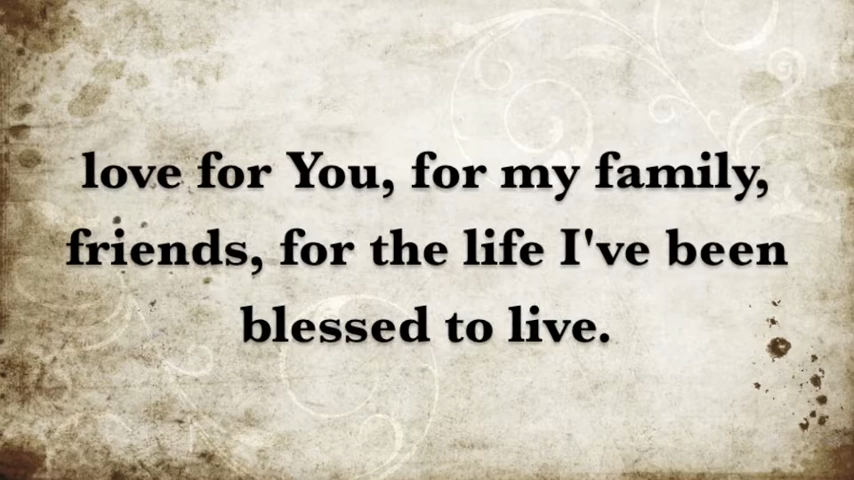 love for You, for my family,
friends, for the life I've been
blessed to live.